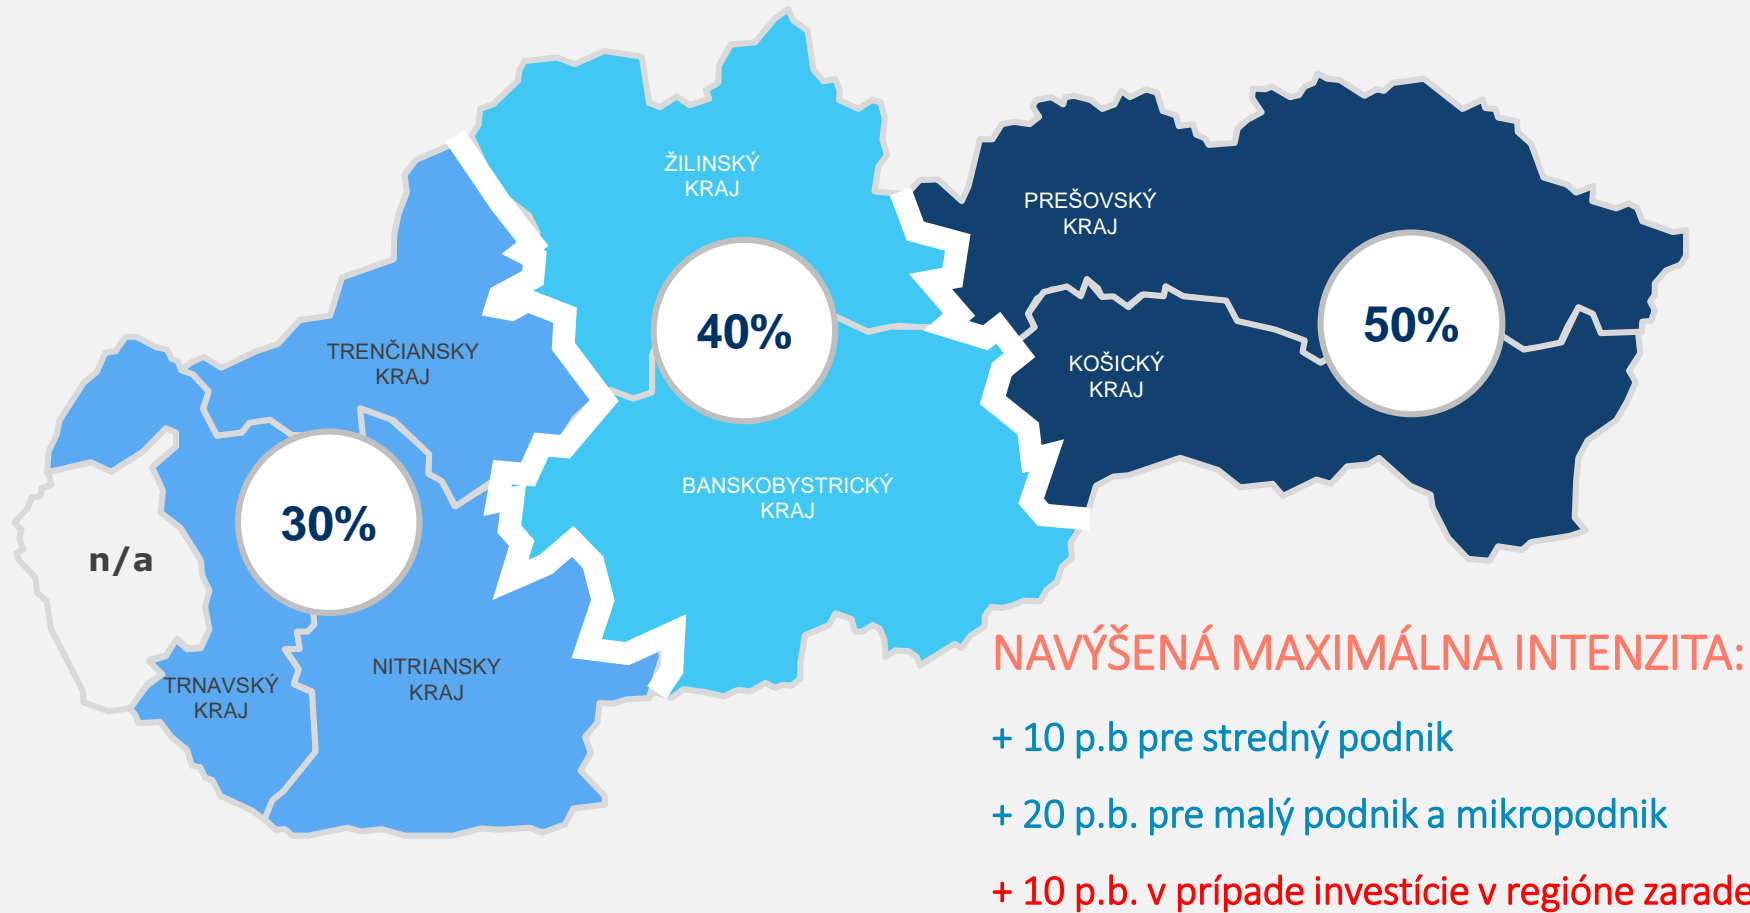 ŽILINSKÝ
KRAJ
PREŠOVSKÝ
KRAJ
40%
50%
TRENČIANSKY
KRAJ
KOŠICKÝ
KRAJ
BANSKOBYSTRICKÝ
KRAJ
30%
n/a
NITRIANSKY
KRAJ
TRNAVSKÝ
KRAJ
NAVÝŠENÁ MAXIMÁLNA INTENZITA:
+ 10 p.b pre stredný podnik
+ 20 p.b. pre malý podnik a mikropodnik
+ 10 p.b. v prípade investície v regióne